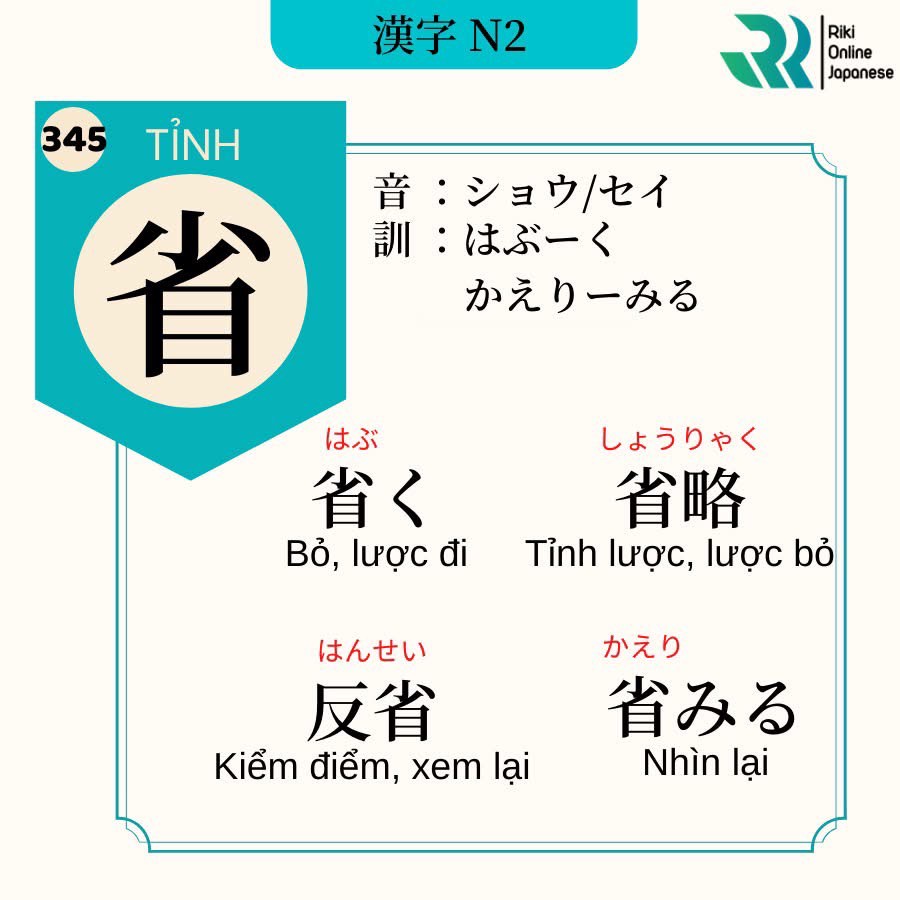 漢字 N2
Riki
Online
Japanese
345
TỈNH
省
音 ：ショウ/セイ
訓 ：はぶーく
かえりーみる
はぶ
省く
Bỏ, lược đi
しょうりゃく
省略
Tỉnh lược, lược bỏ
はんせい
反省
Kiểm điểm, xem lại
かえり
省みる
Nhìn lại